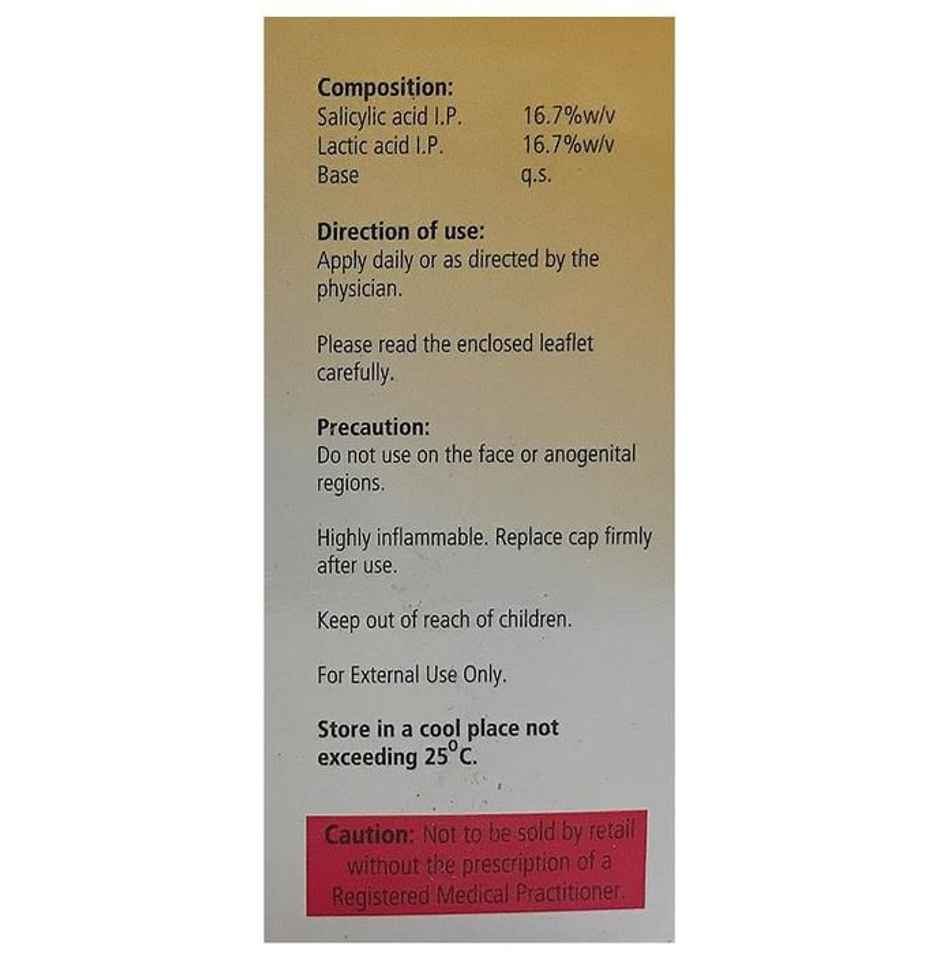 Composition:
Salicylic acid I.P. 16.7%w/v
Lactic acid I.P. 16.7%w/v
Base q.s.
Direction of use:
Apply daily or as directed by the
physician.
Please read the enclosed leaflet
carefully.
Precaution:
Do not use on the face or anogenital
regions.
Highly inflammable. Replace cap firmly
after use.
Keep out of reach of children.
For External Use Only.
Store in a cool place not
exceeding 25⁰C.
Caution: Not to be sold by retail
without the prescription of a
Registered Medical Practitioner.